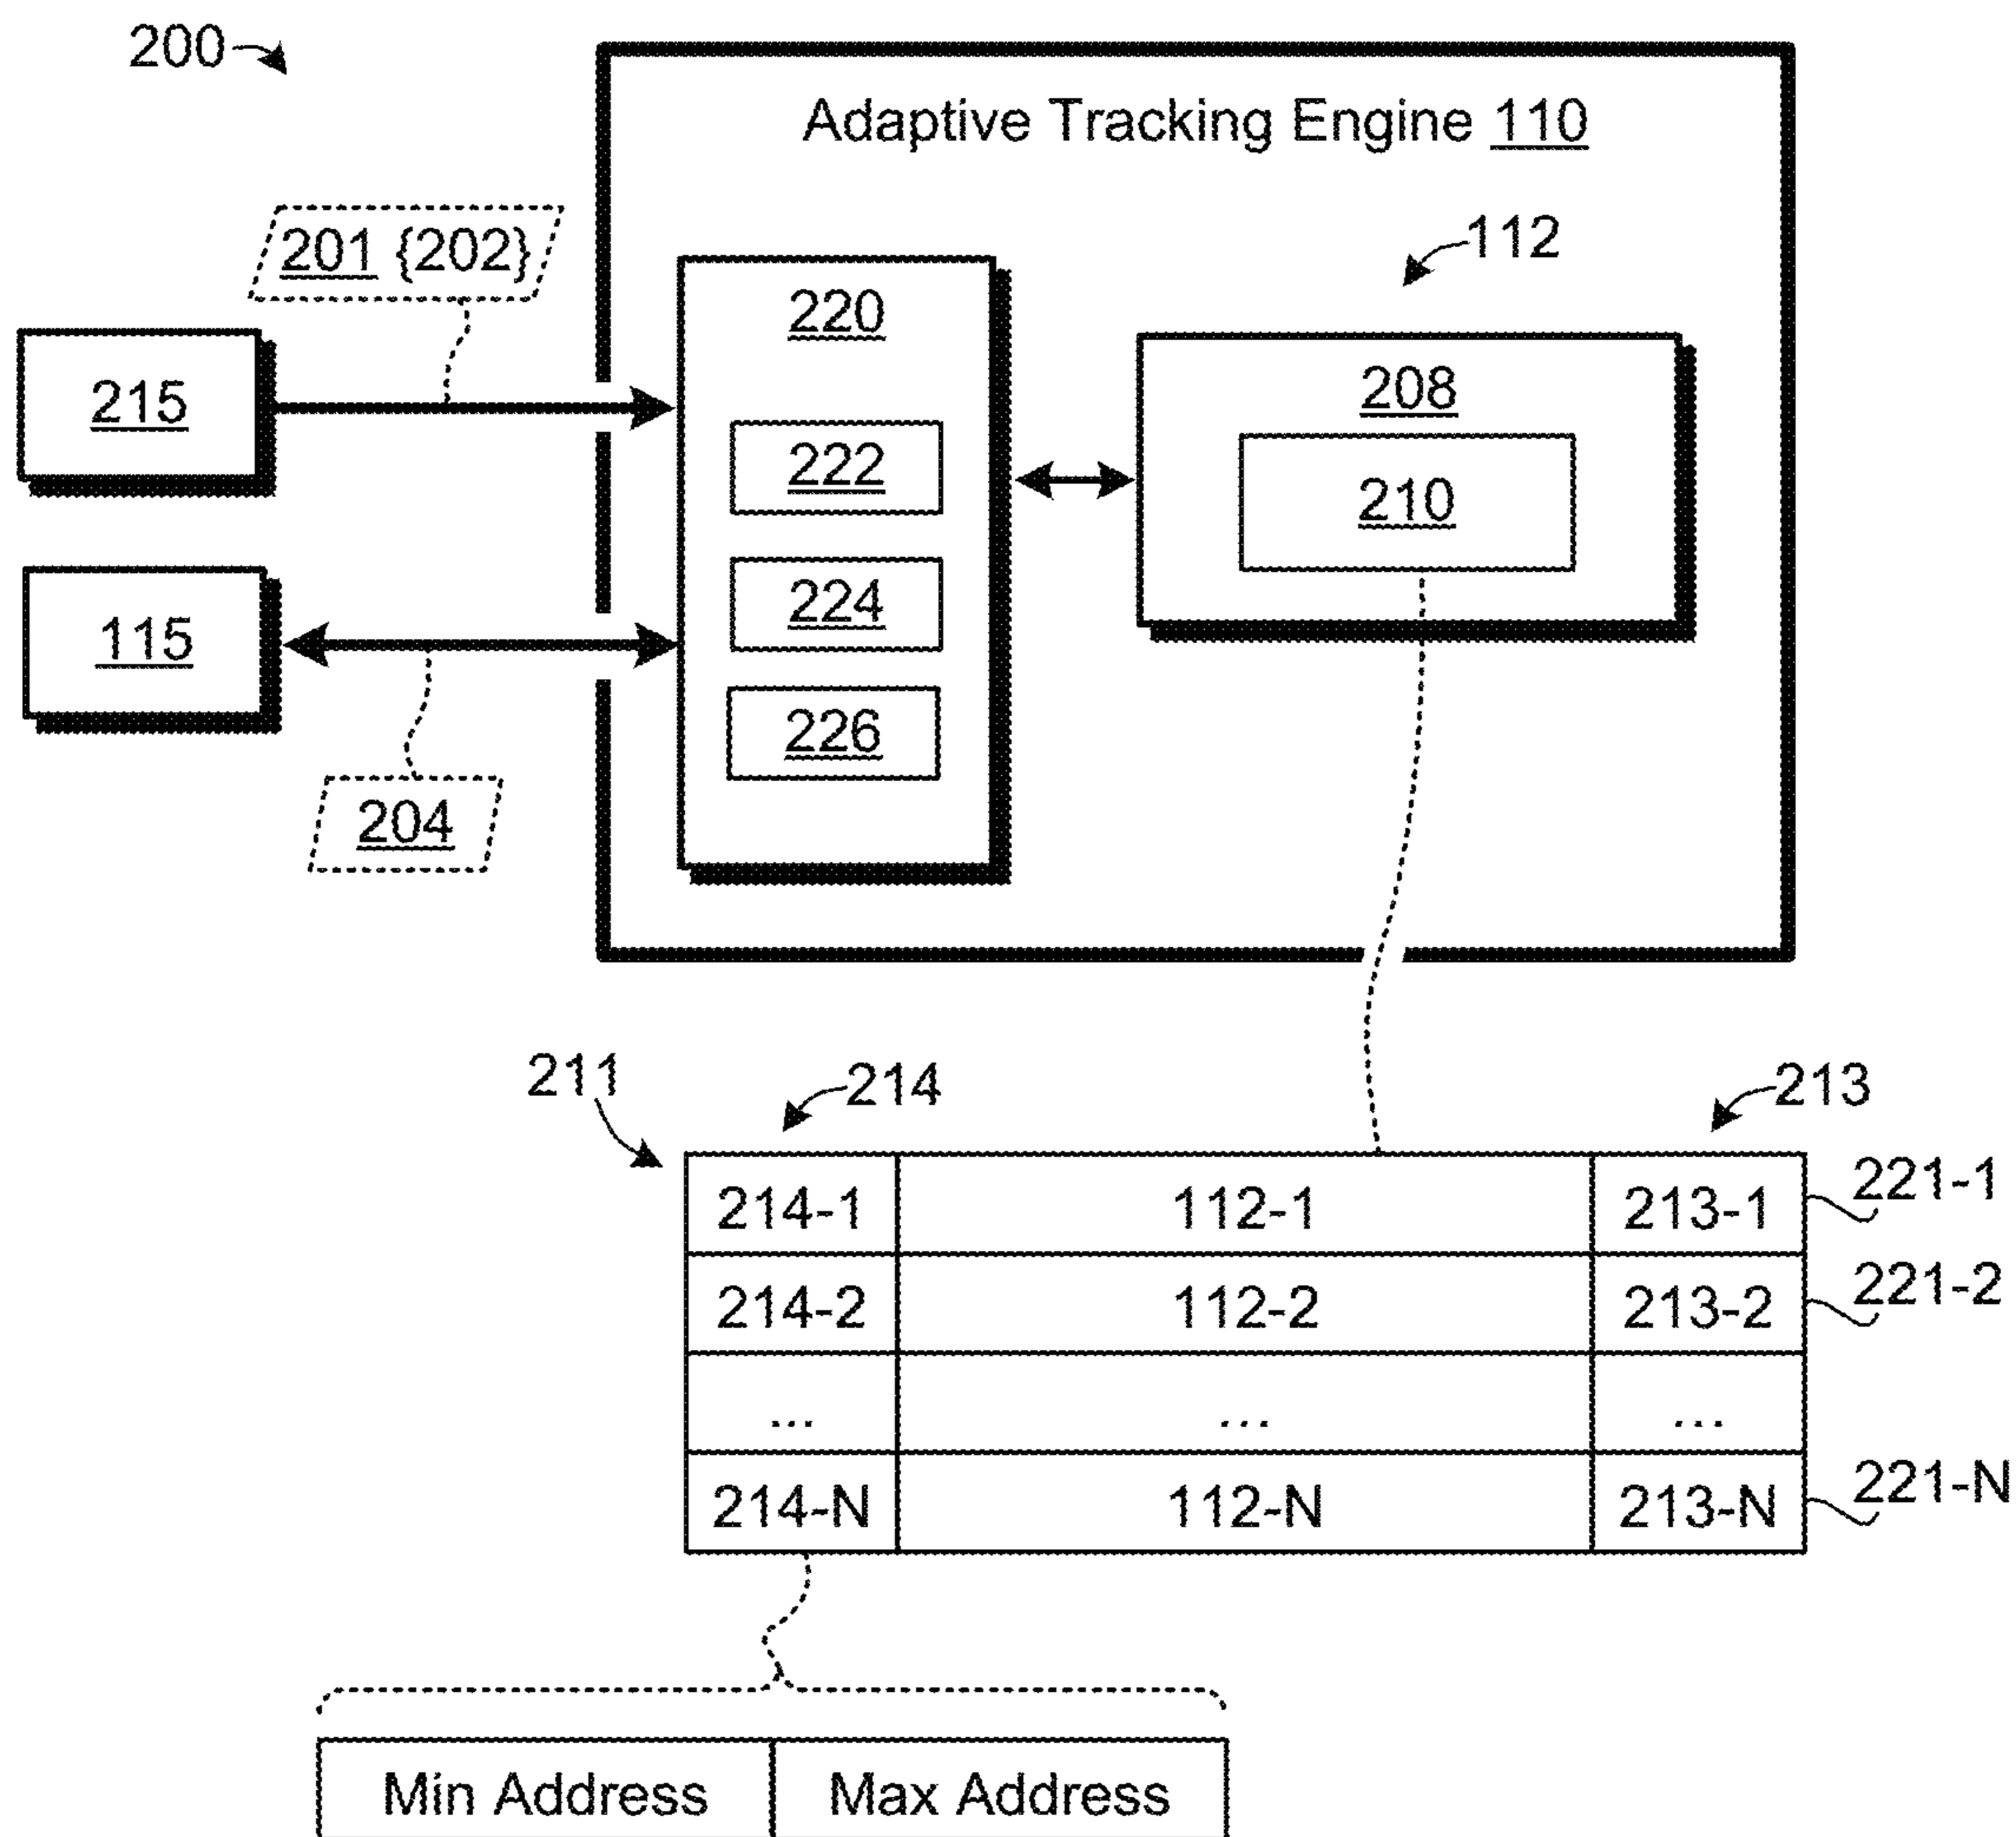 200
Adaptive Tracking Engine 110
201 {202}
112
220
215
208
222
210
224
115
226
204
211
214
213
214-1 112-1 213-1 221-1
214-2 112-2 213-2 221-2
... ... ...
214-N 112-N 213-N 221-N
Min Address Max Address